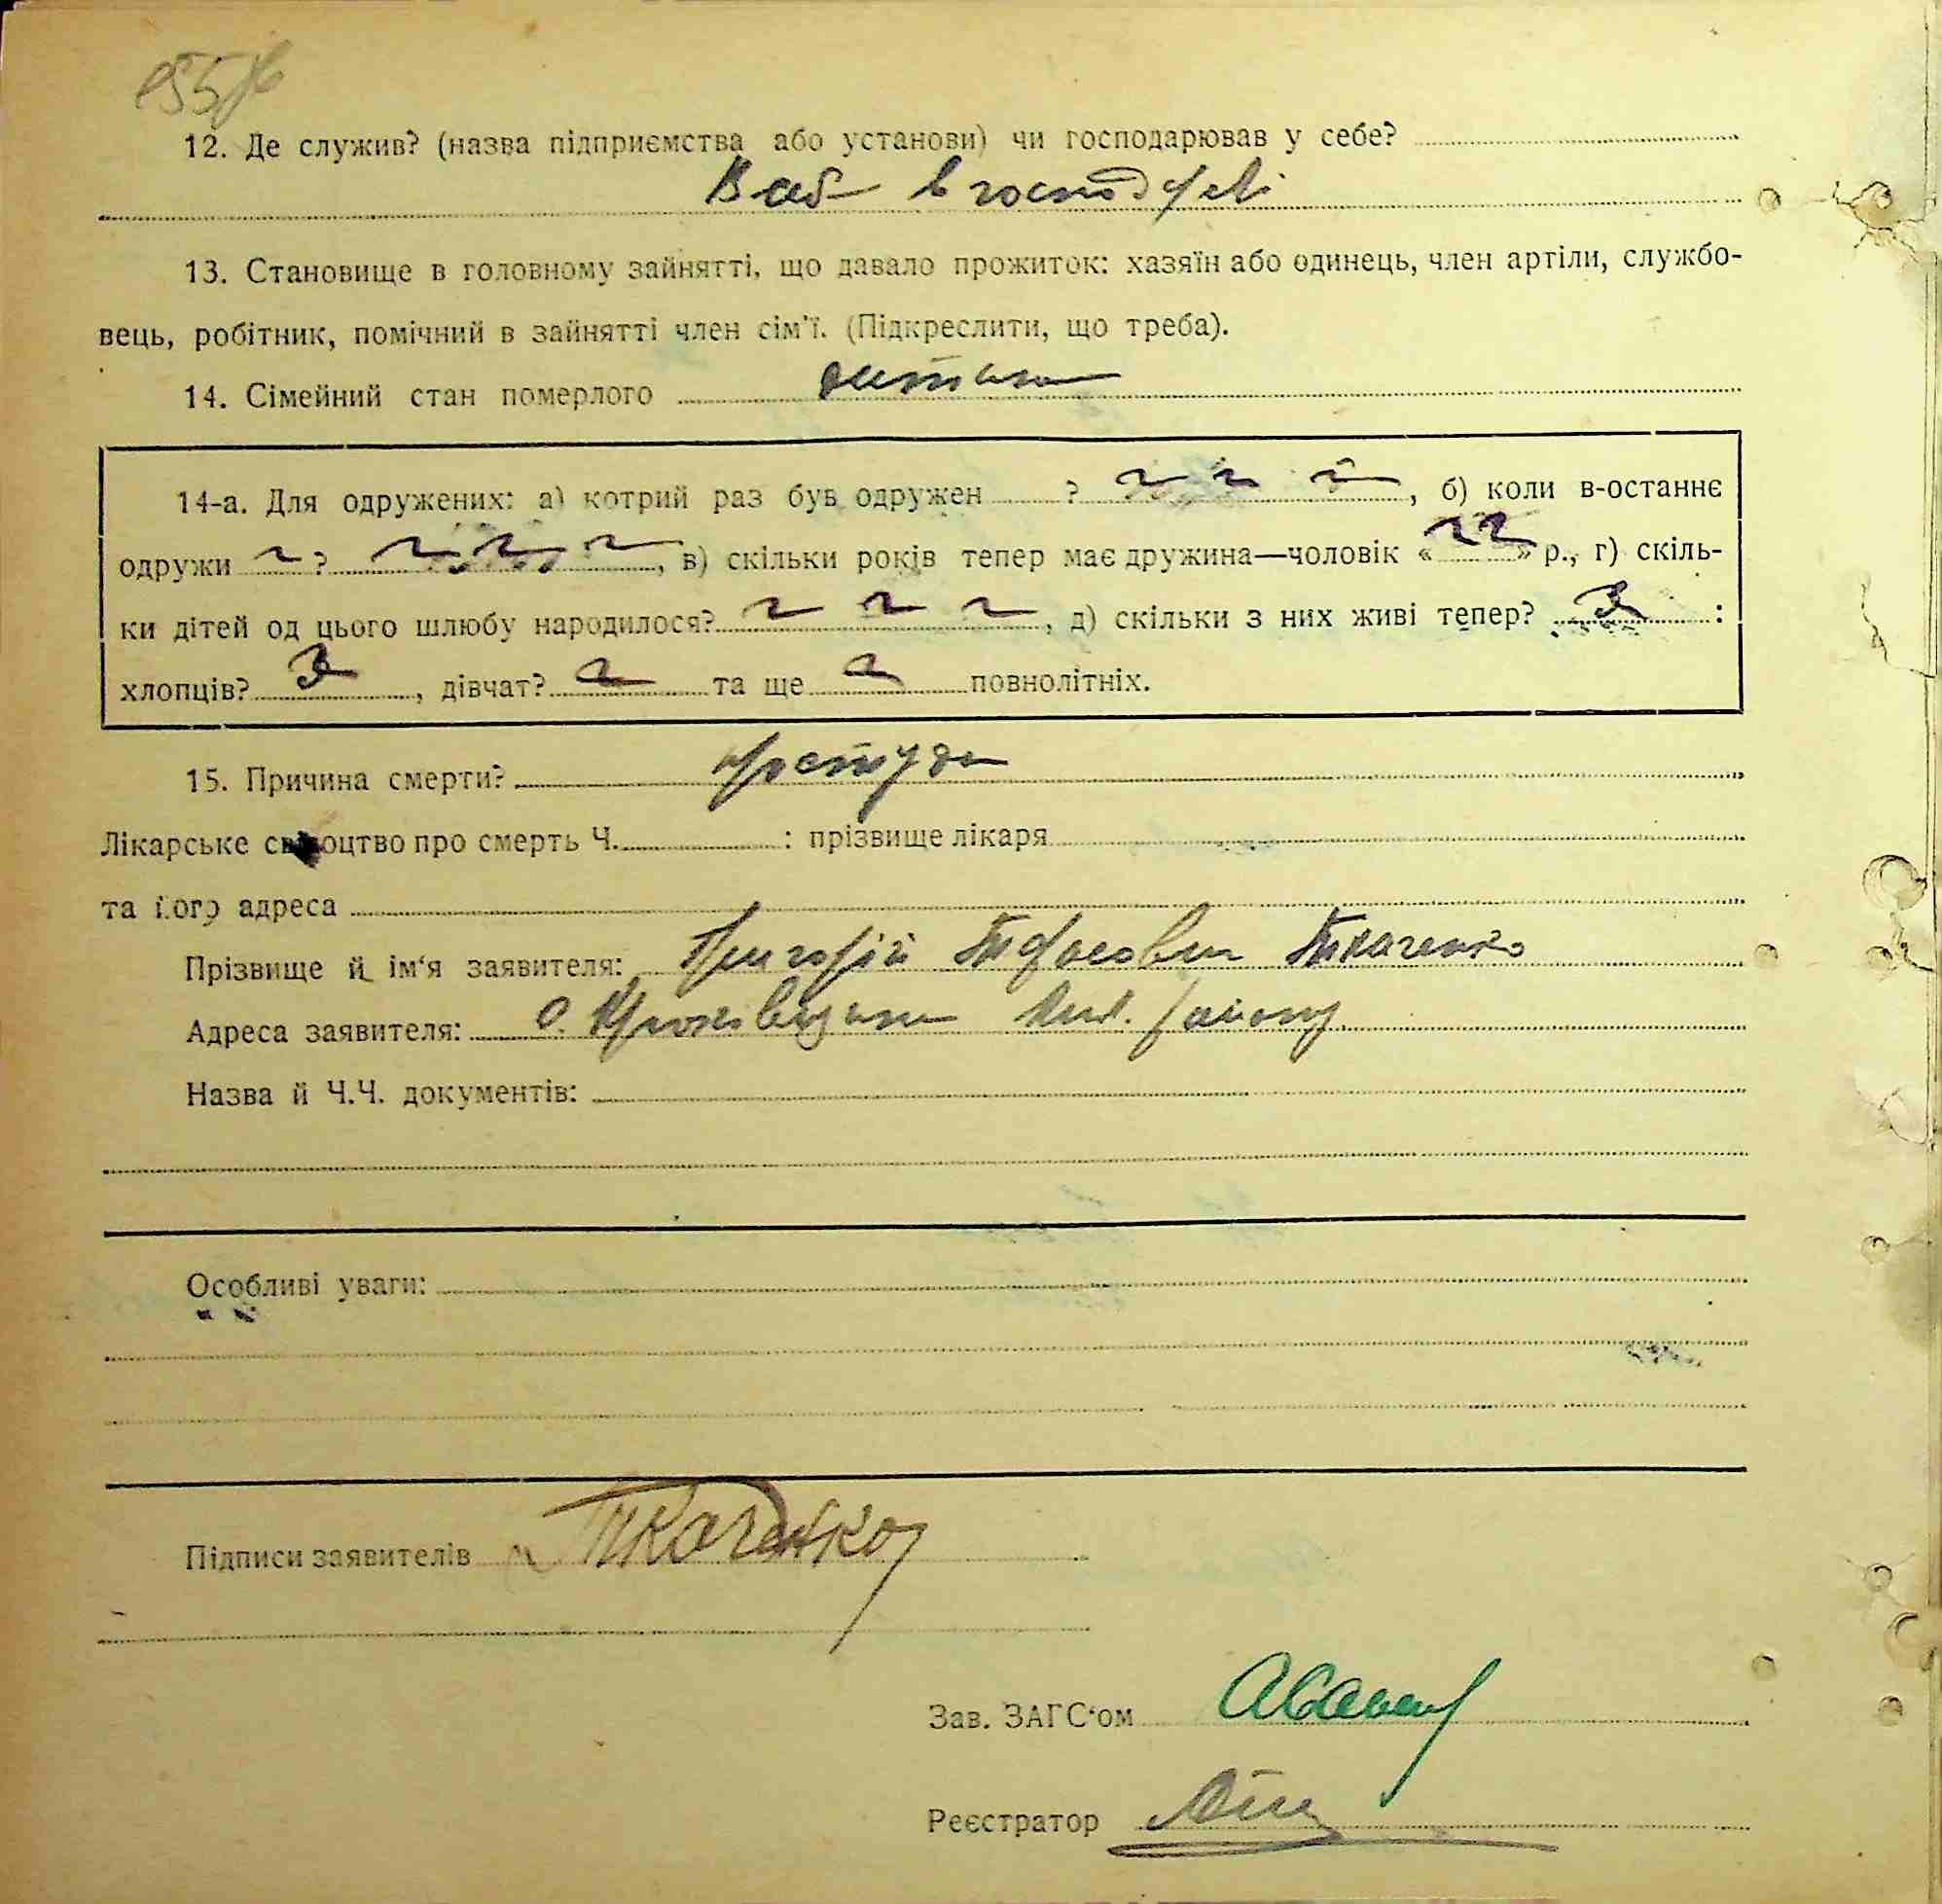 12. Де служив? (назва підприємства або установи) чи господарював у себе?
в господ
13. Становище в головному зайнятті, що давало прожиток: хазяїн або одинець, член артіли, службо-
вець, робітник, помічний в зайнятті член сім'ї. (Підкреслити, що треба).
14. Сімейний стан померлого дитина
14-а. Для одружених: а) котрий раз був одружен ? , б) коли в-останнє
одружи ? , в) скільки років тепер має дружина—чоловік « » р., г) скіль-
ки дітей од цього шлюбу народилося? , д) скільки з них живі тепер? :
хлопців? , дівчат? та ще повнолітніх.
15. Причина смерти? простуда
Лікарське свідоцтво про смерть Ч. : прізвище лікаря
та його адреса
Прізвище й ім'я заявителя: Григорій Ткаченко
Адреса заявителя: району
Назва й Ч.Ч. документів:
Особливі уваги:
Підписи заявителів Ткаченко
Зав. ЗАГС'ом
Реєстратор